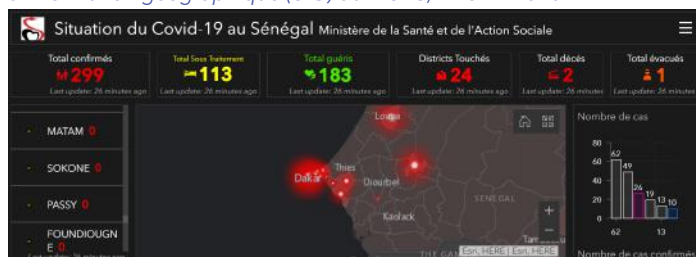 Situation du Covid-19 au Sénégal Ministère de la Santé et de l'Action Sociale
Total confirmés
299
Last update: 26 minutes ago
Total Sous Traitement
113
Last update: 26 minutes ago
Total guéris
183
Last update: 26 minutes ago
Districts Touchés
24
Last update: 26 minutes ago
Total décès
2
Last update: 26 minutes
Total évacués
1
Last update: 26 minutes ago
MATAM 0
SOKONE 0
PASSY 0
FOUNDIOUGN
E 0
Louga
Thies
Dakar
Diourbel
SENEGAL
Kaolack
THE GAM
Esri, HERE | Esri, HERE
Nombre de cas
80
60
40
20
0
62
49
26
19
13
10
62
13
Nombre de cas confirmés